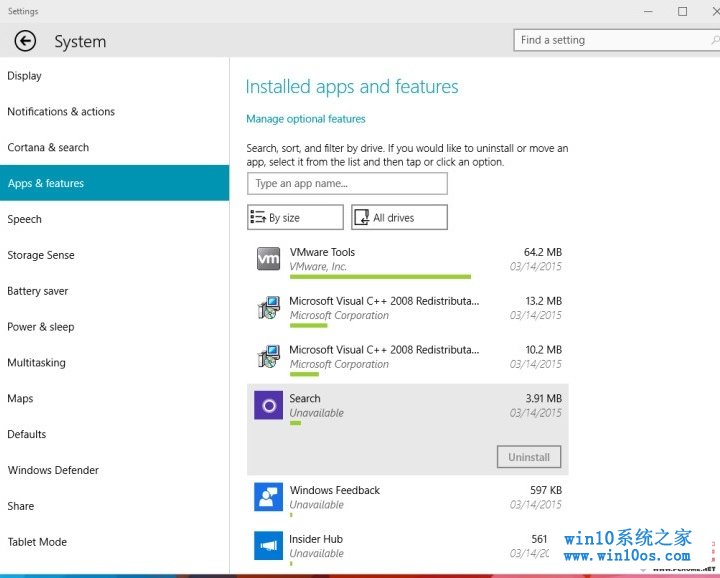 Settings
System
Find a setting
Display
Notifications & actions
Cortana & search
Apps & features
Speech
Storage Sense
Battery saver
Power & sleep
Multitasking
Maps
Defaults
Windows Defender
Share
Tablet Mode
Installed apps and features
Manage optional features
Search, sort, and filter by drive. If you would like to uninstall or move an
app, select it from the list and then tap or click an option.
Type an app name...
By size
All drives
vm
VMware Tools 64.2 MB
VMware, Inc. 03/14/2015
Microsoft Visual C++ 2008 Redistributa... 13.2 MB
Microsoft Corporation 03/14/2015
Microsoft Visual C++ 2008 Redistributa... 10.2 MB
Microsoft Corporation 03/14/2015
Search 3.91 MB
Unavailable 03/14/2015
Uninstall
Windows Feedback 597 KB
Unavailable 03/14/2015
Insider Hub 561
Unavailable 03/14/20
win10系统之家
www.win10os.com